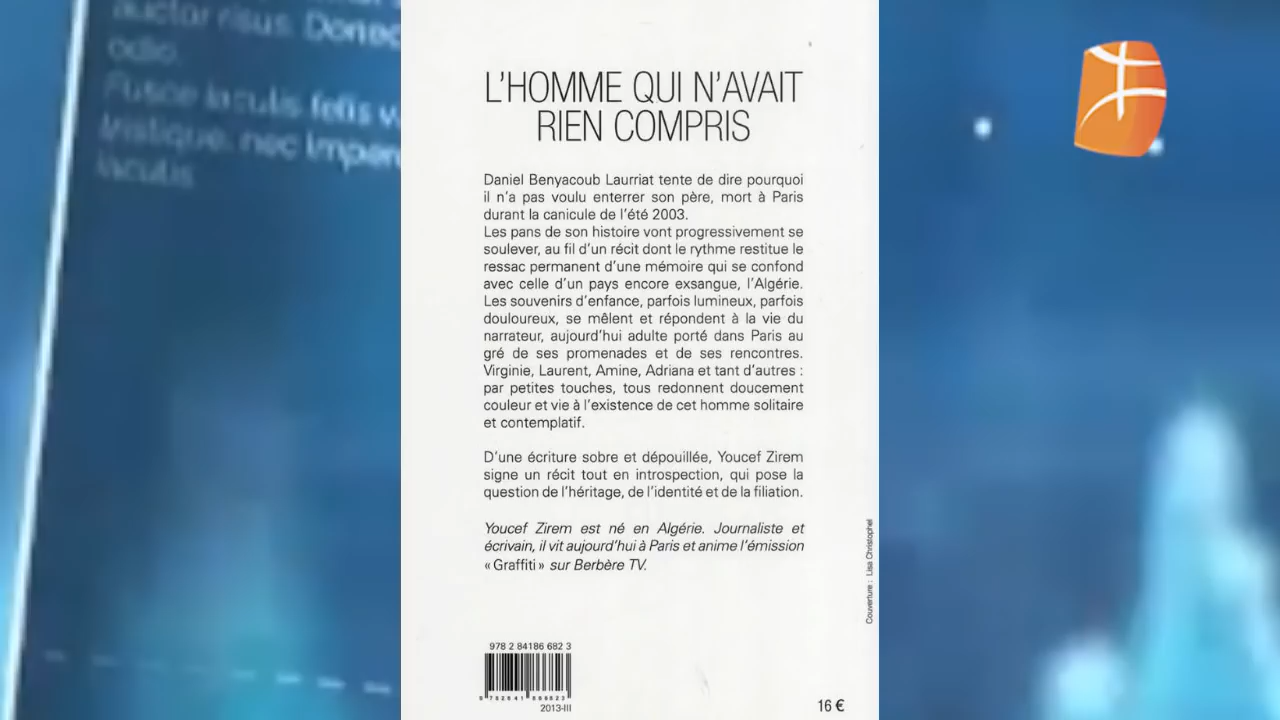 auctor risus. Donec
odio.
Fusce iaculis felis
tristique, nec
iaculis
L'HOMME QUI N'AVAIT
RIEN COMPRIS
Daniel Benyacoub Laurriat tente de dire pourquoi
il n'a pas voulu enterrer son père, mort à Paris
durant la canicule de l'été 2003.
Les pans de son histoire vont progressivement se
soulever, au fil d'un récit dont le rythme restitue le
ressac permanent d'une mémoire qui se confond
avec celle d'un pays encore exsangue, l'Algérie.
Les souvenirs d'enfance, parfois lumineux, parfois
douloureux, se mêlent et répondent à la vie du
narrateur, aujourd'hui adulte porté dans Paris au
gré de ses promenades et de ses rencontres.
Virginie, Laurent, Amine, Adriana et tant d'autres :
par petites touches, tous redonnent doucement
couleur et vie à l'existence de cet homme solitaire
et contemplatif.
D'une écriture sobre et dépouillée, Youcef Zirem
signe un récit tout en introspection, qui pose la
question de l'héritage, de l'identité et de la filiation.
Youcef Zirem est né en Algérie. Journaliste et
écrivain, il vit aujourd'hui à Paris et anime l'émission
« Graffiti » sur Berbère TV.
Couverture : Lisa Christophel
978 2 84186 682 3
9 782841 866823
2013-III
16 €